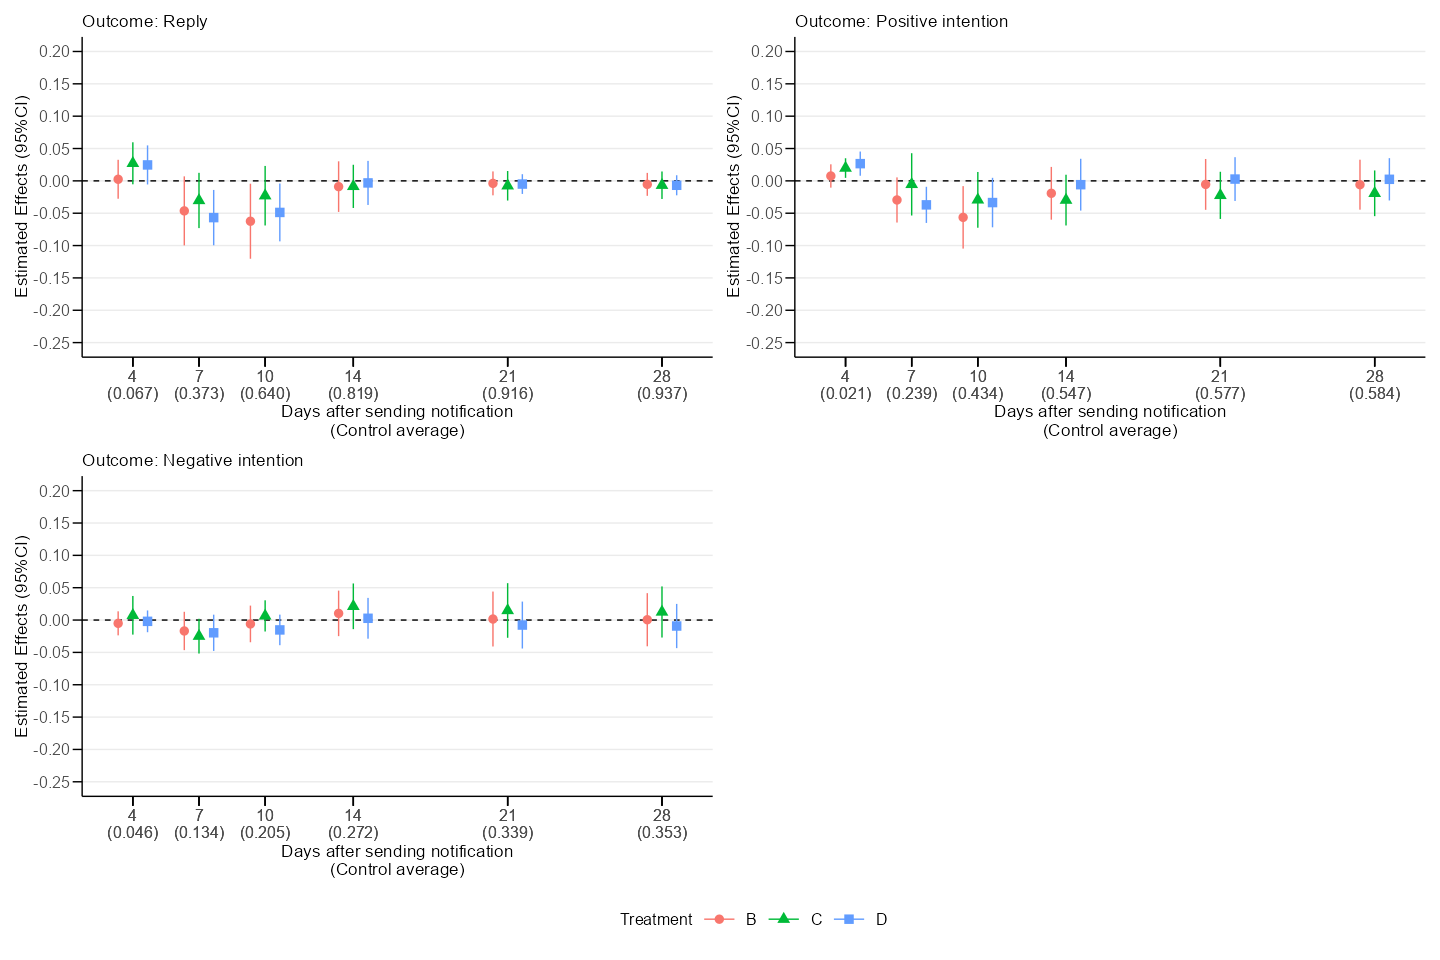 Outcome: Reply
Estimated Effects (95%CI)
0.20
0.15
0.10
0.05
0.00
-0.05
-0.10
-0.15
-0.20
-0.25
4 7 10 14 21 28
(0.067) (0.373) (0.640) (0.819) (0.916) (0.937)
Days after sending notification
(Control average)
Outcome: Positive intention
Estimated Effects (95%CI)
0.20
0.15
0.10
0.05
0.00
-0.05
-0.10
-0.15
-0.20
-0.25
4 7 10 14 21 28
(0.021) (0.239) (0.434) (0.547) (0.577) (0.584)
Days after sending notification
(Control average)
Outcome: Negative intention
Estimated Effects (95%CI)
0.20
0.15
0.10
0.05
0.00
-0.05
-0.10
-0.15
-0.20
-0.25
4 7 10 14 21 28
(0.046) (0.134) (0.205) (0.272) (0.339) (0.353)
Days after sending notification
(Control average)
Treatment B C D